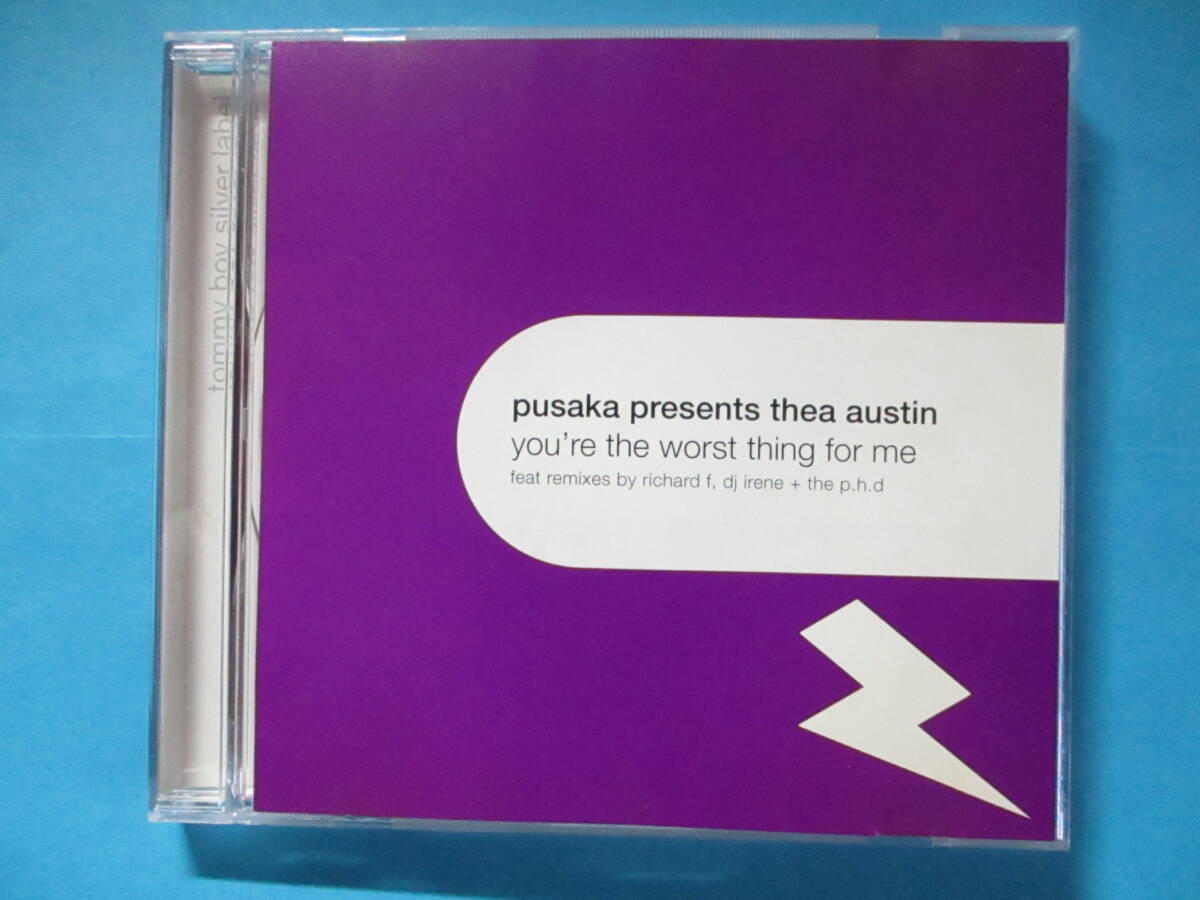 tommy boy silver label
pusaka presents thea austin
you're the worst thing for me
feat remixes by richard f, dj irene + the p.h.d